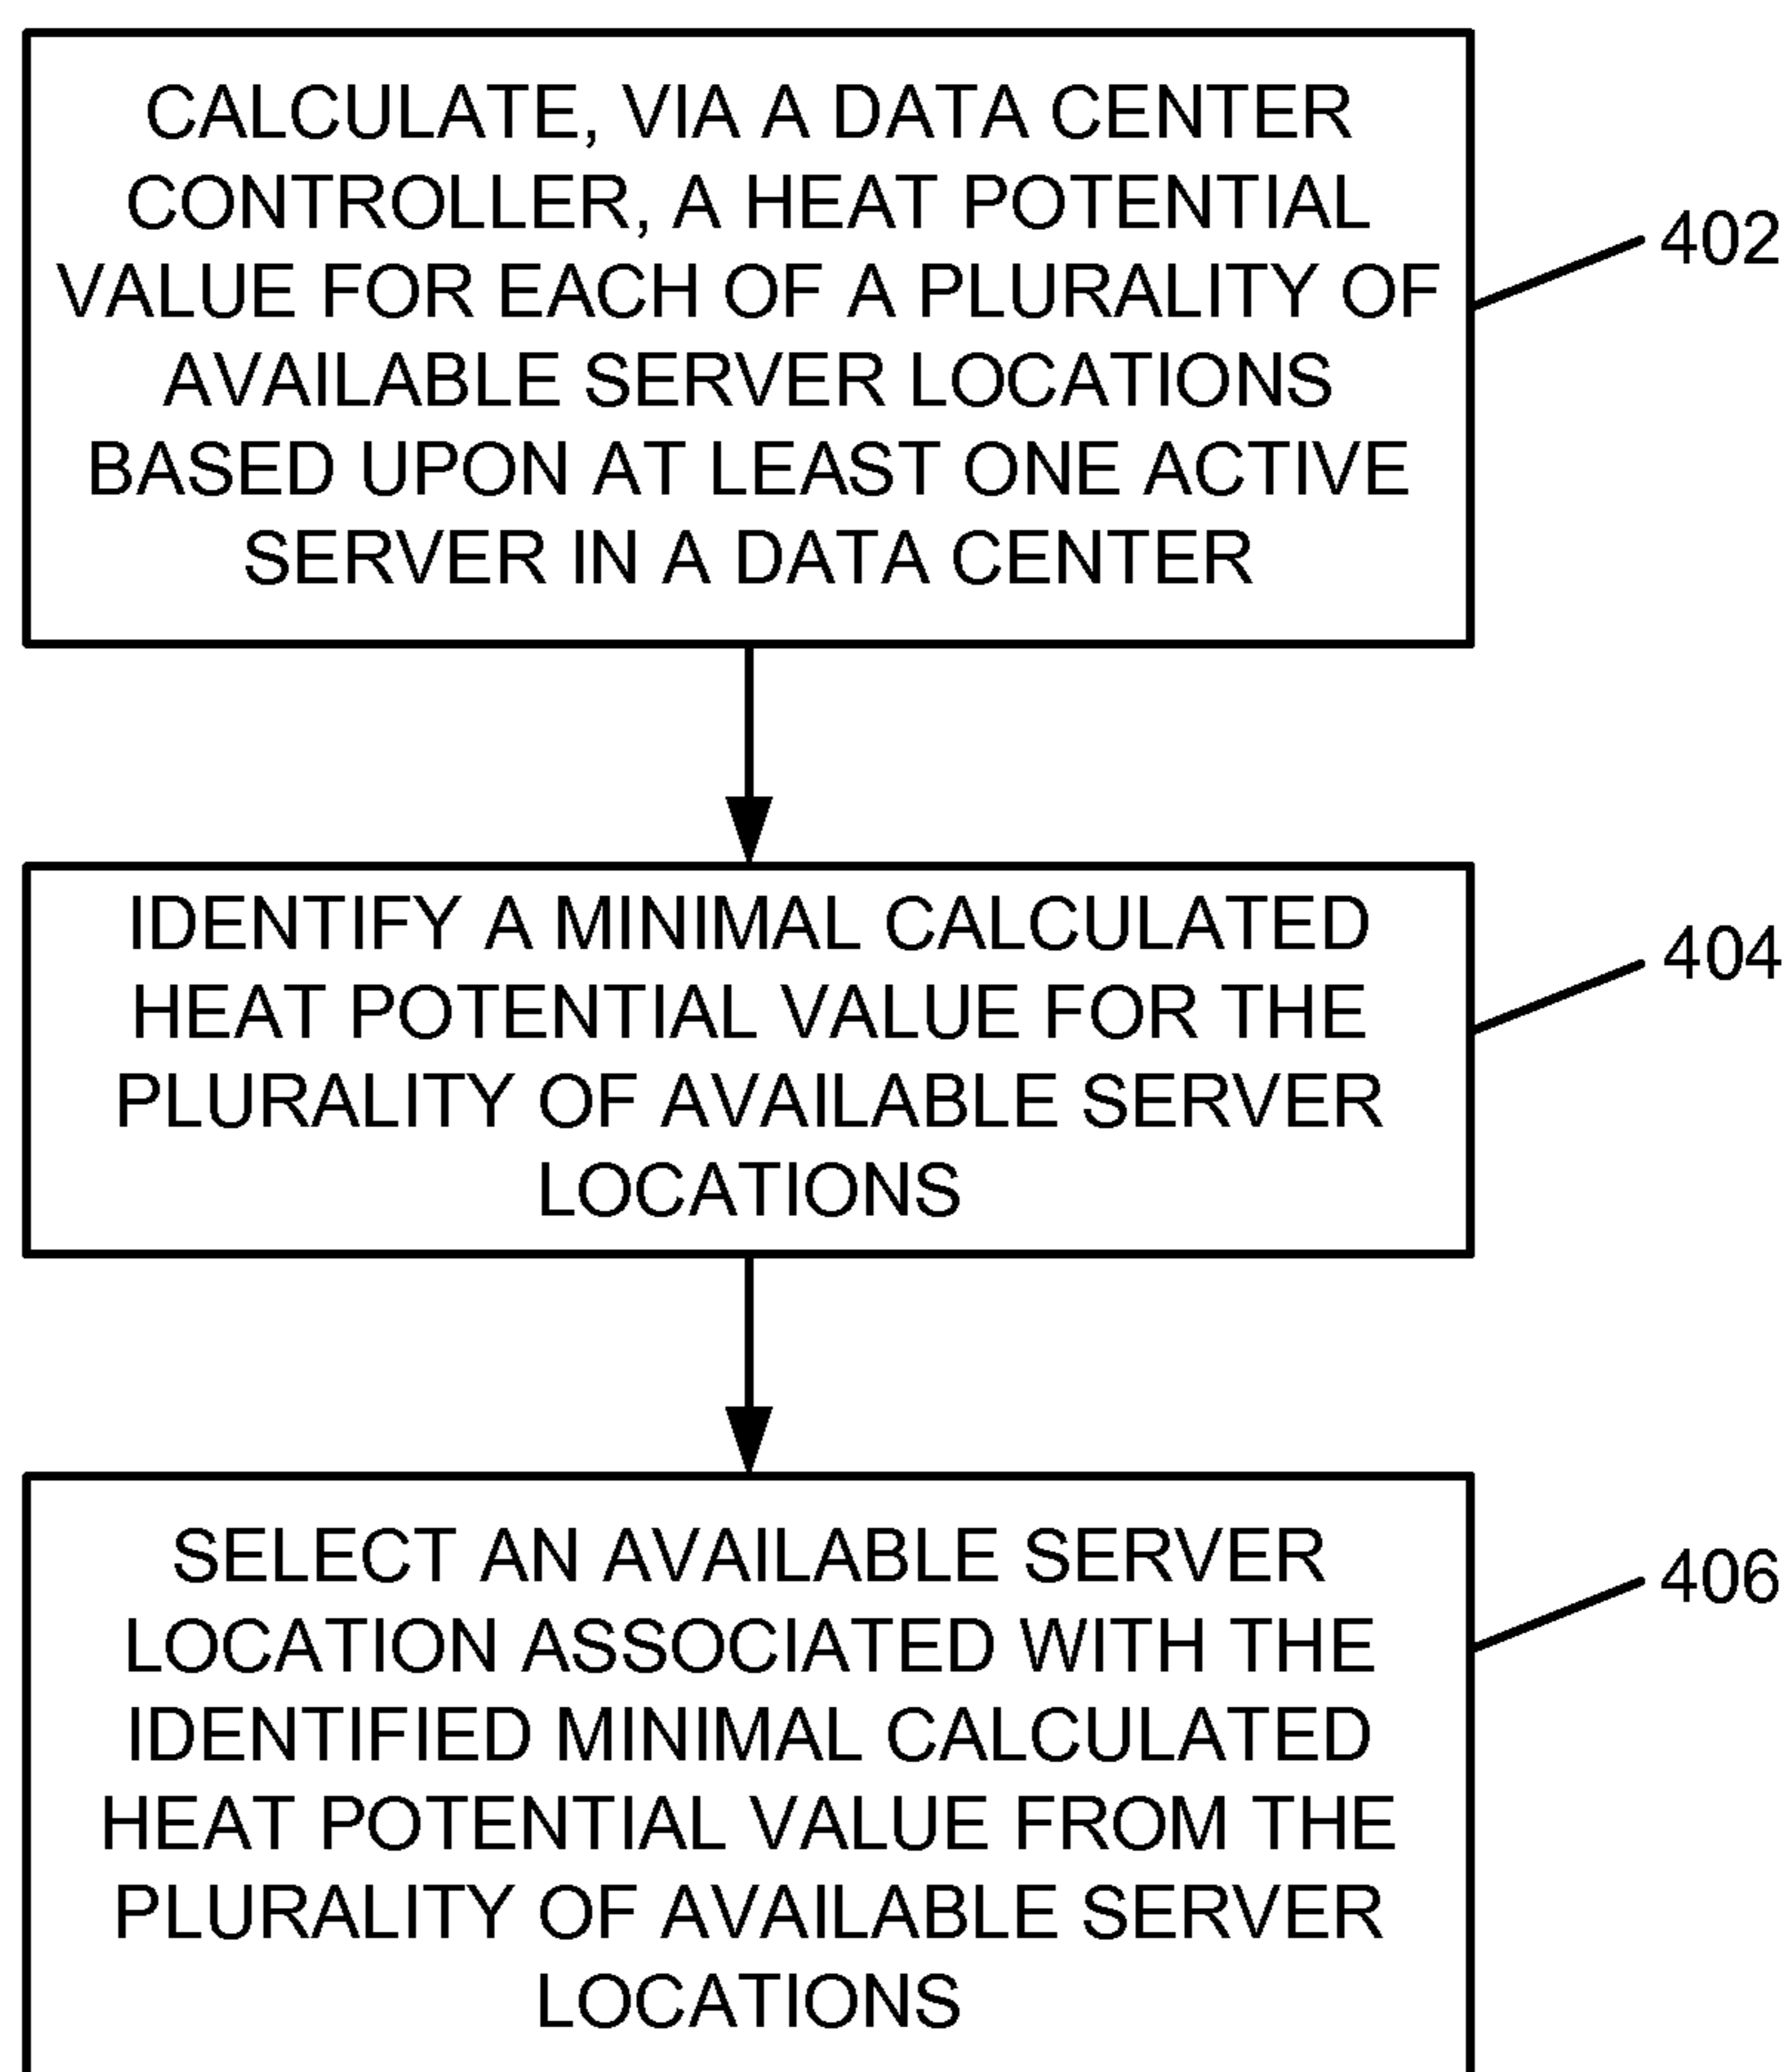 CALCULATE, VIA A DATA CENTER
CONTROLLER, A HEAT POTENTIAL
VALUE FOR EACH OF A PLURALITY OF
AVAILABLE SERVER LOCATIONS
BASED UPON AT LEAST ONE ACTIVE
SERVER IN A DATA CENTER
402
IDENTIFY A MINIMAL CALCULATED
HEAT POTENTIAL VALUE FOR THE
PLURALITY OF AVAILABLE SERVER
LOCATIONS
404
SELECT AN AVAILABLE SERVER
LOCATION ASSOCIATED WITH THE
IDENTIFIED MINIMAL CALCULATED
HEAT POTENTIAL VALUE FROM THE
PLURALITY OF AVAILABLE SERVER
LOCATIONS
406